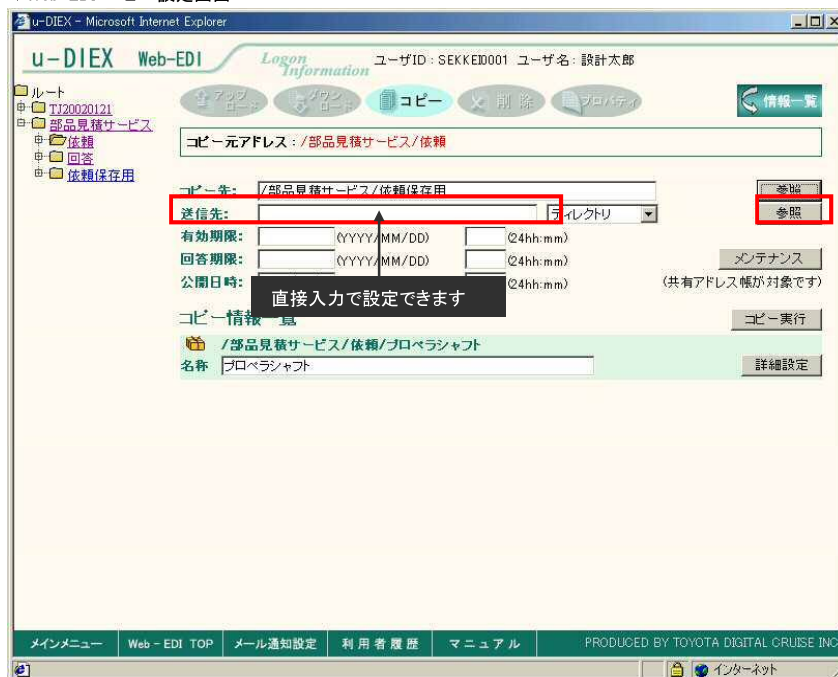 u-DIEX - Microsoft Internet Explorer
u-DIEX Web-EDI
Logon Information
ユーザID:SEKKEI0001 ユーザ名:設計太郎
アップロード
ダウンロード
コピー
削除
プロパティ
情報一覧
ルート
TJ20020121
部品見積サービス
依頼
回答
依頼保存用
コピー元アドレス:/部品見積サービス/依頼
コピー先: /部品見積サービス/依頼保存用 参照
送信先: ディレクトリ 参照
有効期限: (YYYY/MM/DD) (24hh:mm)
回答期限: (YYYY/MM/DD) (24hh:mm) メンテナンス
公開日時: (24hh:mm) (共有アドレス帳が対象です)
直接入力で設定できます
コピー情報一覧 コピー実行
/部品見積サービス/依頼/プロペラシャフト
名称 プロペラシャフト 詳細設定
メインメニュー Web-EDI TOP メール通知設定 利用者履歴 マニュアル PRODUCED BY TOYOTA DIGITAL CRUISE INC
インターネット